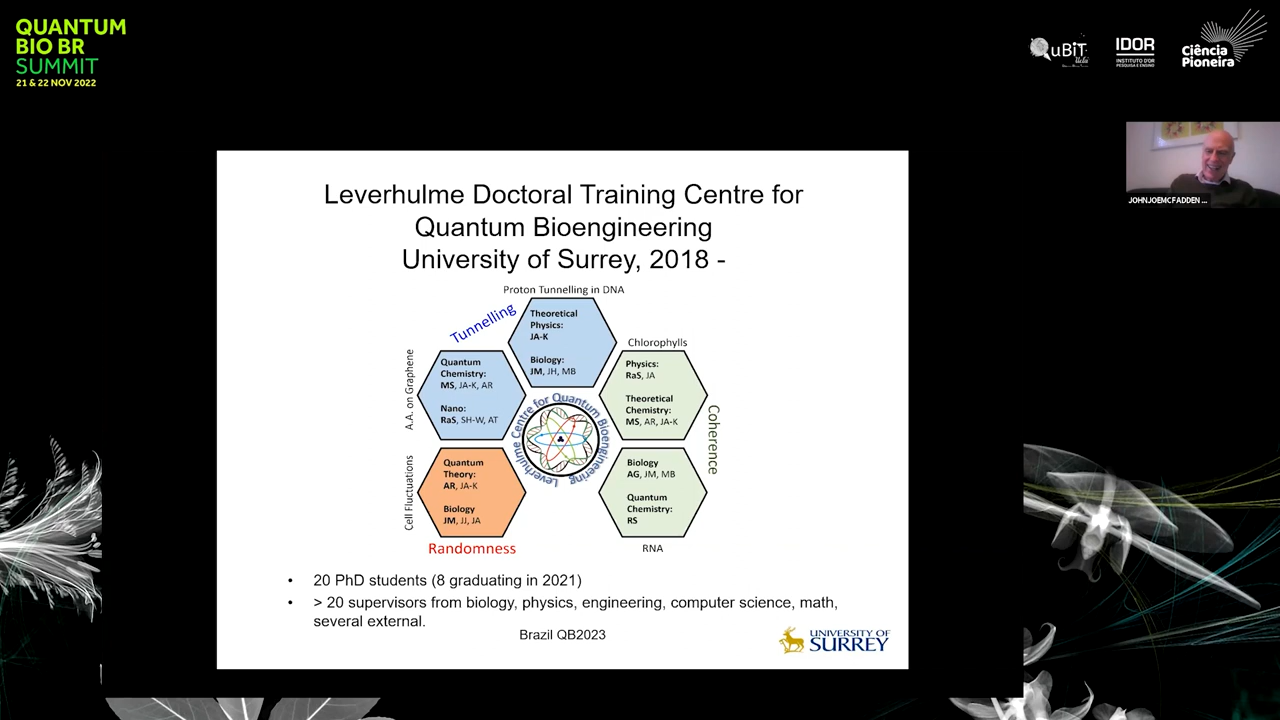 QUANTUM
BIO BR
SUMMIT
21 & 22 NOV 2022
QuBiT
IDOR
INSTITUTO D'OR
PESQUISA E ENSINO
Ciência
Pioneira
JOHNJOEMCFADDEN ...
Leverhulme Doctoral Training Centre for
Quantum Bioengineering
University of Surrey, 2018 -
Proton Tunnelling in DNA
Tunnelling
Theoretical
Physics:
JA-K
Biology:
JM, JH, MB
Chlorophylls
Physics:
RaS, JA
Theoretical
Chemistry:
MS, AR, JA-K
Coherence
A.A. on Graphene
Quantum
Chemistry:
MS, JA-K, AR
Nano:
RaS, SH-W, AT
Leverhulme Centre for Quantum Bioengineering
Cell Fluctuations
Quantum
Theory:
AR, JA-K
Biology
JM, JJ, JA
Randomness
Biology
AG, JM, MB
Quantum
Chemistry:
RS
RNA
• 20 PhD students (8 graduating in 2021)
• > 20 supervisors from biology, physics, engineering, computer science, math,
several external.
Brazil QB2023
UNIVERSITY OF
SURREY